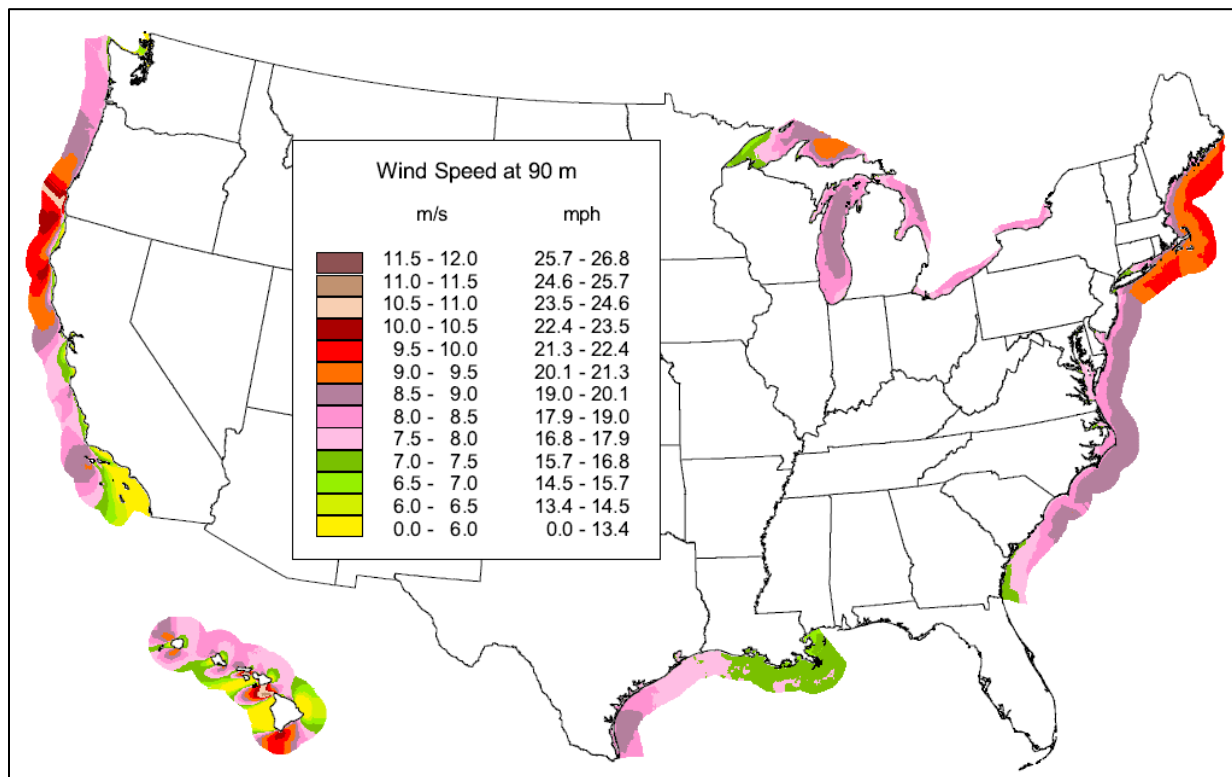 Wind Speed at 90 m
m/s mph
11.5 - 12.0 25.7 - 26.8
11.0 - 11.5 24.6 - 25.7
10.5 - 11.0 23.5 - 24.6
10.0 - 10.5 22.4 - 23.5
9.5 - 10.0 21.3 - 22.4
9.0 - 9.5 20.1 - 21.3
8.5 - 9.0 19.0 - 20.1
8.0 - 8.5 17.9 - 19.0
7.5 - 8.0 16.8 - 17.9
7.0 - 7.5 15.7 - 16.8
6.5 - 7.0 14.5 - 15.7
6.0 - 6.5 13.4 - 14.5
0.0 - 6.0 0.0 - 13.4